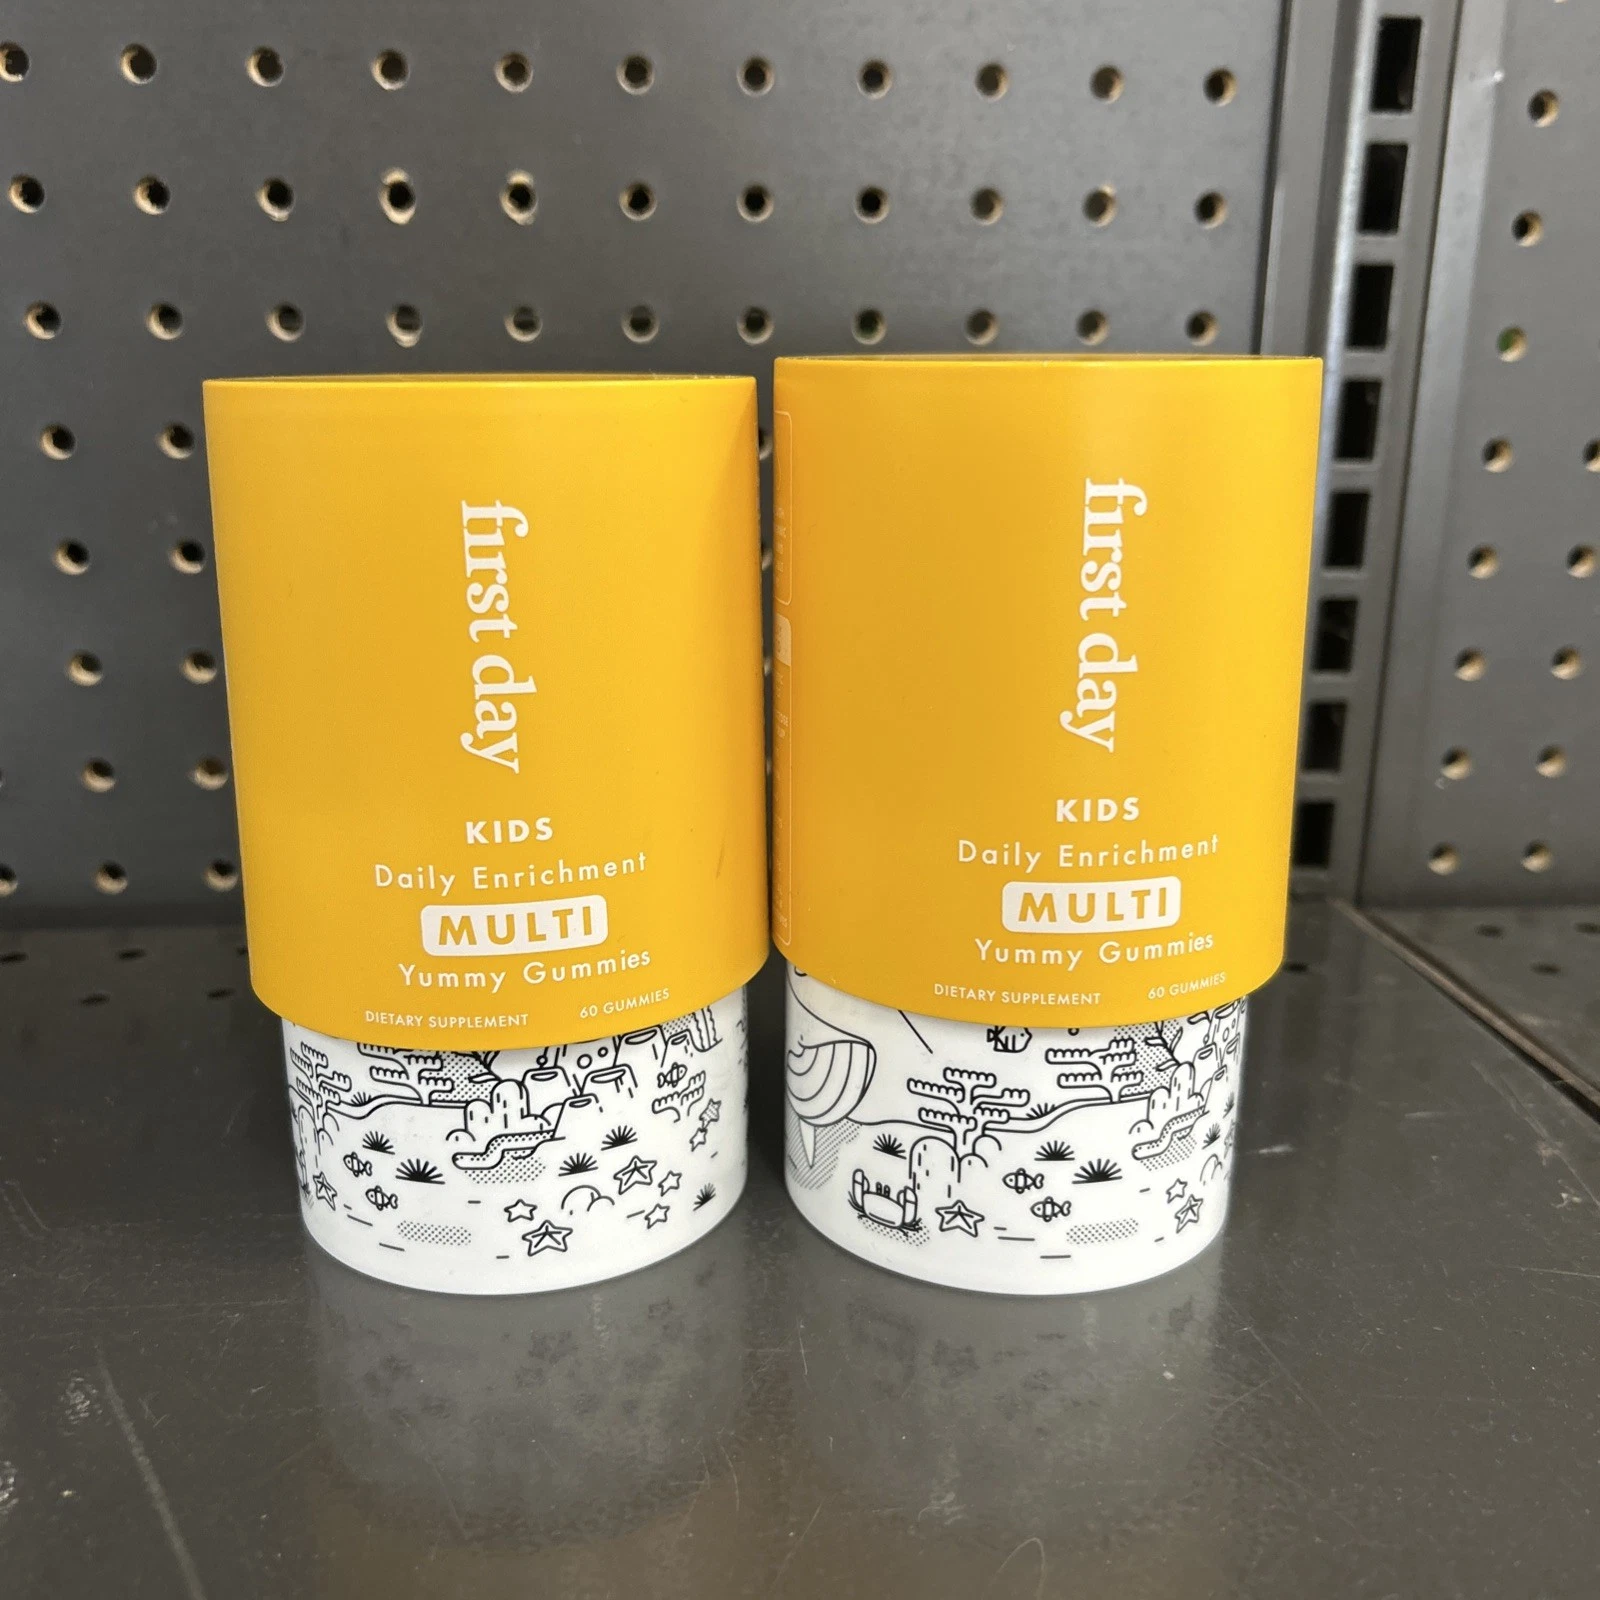 first day
KIDS
Daily Enrichment
MULTI
Yummy Gummies
DIETARY SUPPLEMENT 60 GUMMIES
first day
KIDS
Daily Enrichment
MULTI
Yummy Gummies
DIETARY SUPPLEMENT 60 GUMMIES